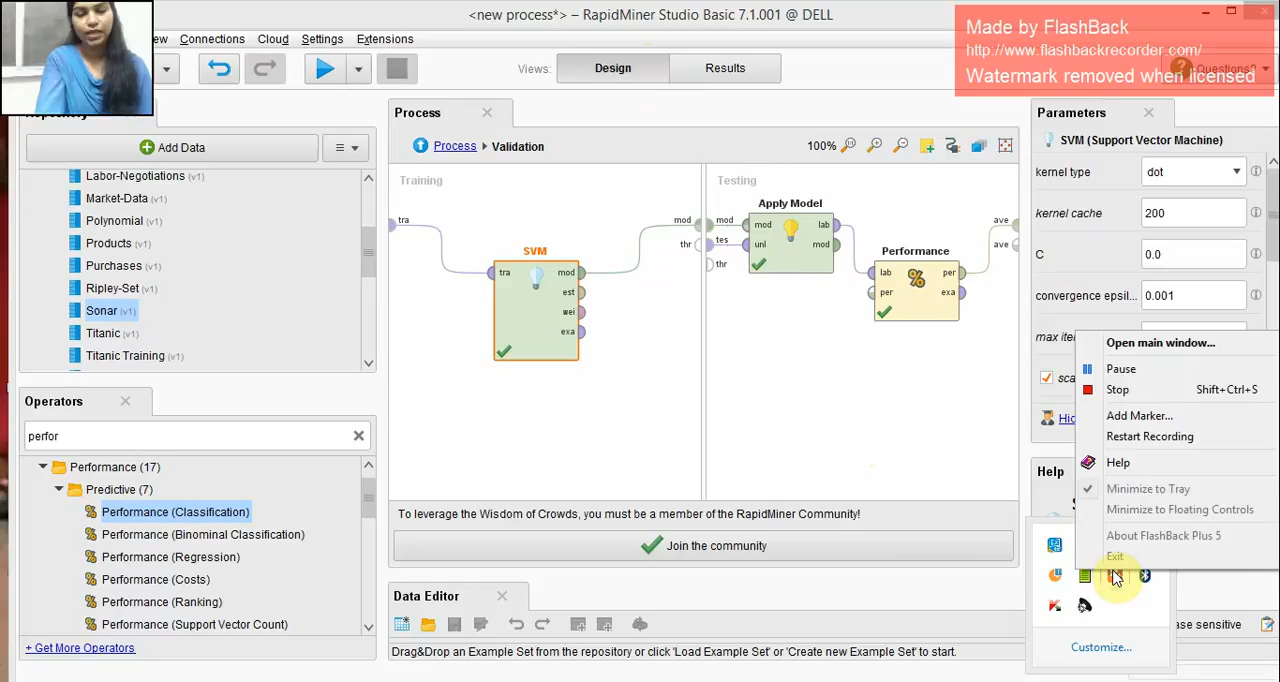 <new process*> – RapidMiner Studio Basic 7.1.001 @ DELL
Made by FlashBack
http://www.flashbackrecorder.com/
Watermark removed when licensed
Connections
Cloud
Extensions
Views:
Design
Results
Questions?
Add Data
Labor-Negotiations (v1)
Market-Data (v1)
Polynomial (v1)
Products (v1)
Purchases (v1)
Ripley-Set (v1)
Sonar (v1)
Titanic (v1)
Titanic Training (v1)
Operators
perfor
Performance (17)
Predictive (7)
Performance (Classification)
Performance (Binominal Classification)
Performance (Regression)
Performance (Costs)
Performance (Ranking)
Performance (Support Vector Count)
+ Get More Operators
Process
Process
Validation
100%
Training
tra
mod
thr
SVM
tra mod
est
wei
exa
Testing
mod
tes
thr
Apply Model
mod lab
unl mod
Performance
lab per
per exa
ave
ave
To leverage the Wisdom of Crowds, you must be a member of the RapidMiner Community!
Join the community
Data Editor
Drag&Drop an Example Set from the repository or click 'Load Example Set' or 'Create new Example Set' to start.
Parameters
SVM (Support Vector Machine)
kernel type dot
kernel cache 200
C 0.0
convergence epsil... 0.001
Help
Open main window...
Pause
Stop Shift+Ctrl+S
Add Marker...
Restart Recording
Help
Minimize to Tray
Minimize to Floating Controls
About FlashBack Plus 5
Exit
Customize...